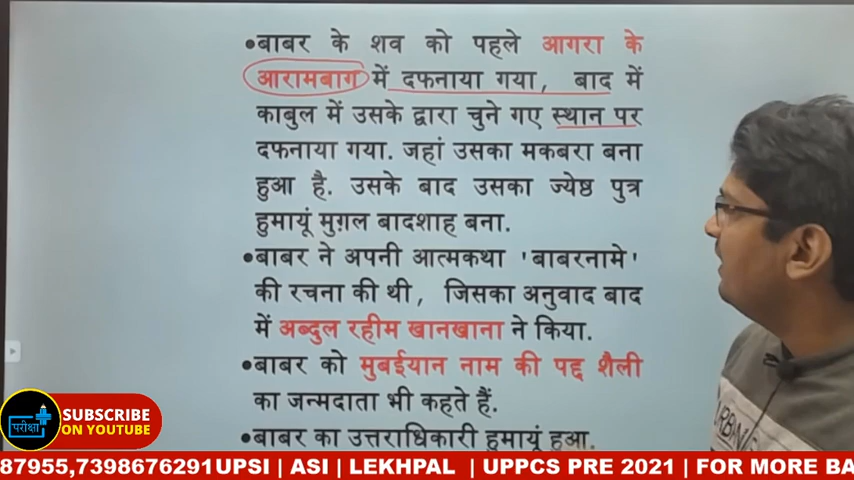 •बाबर के शव को पहले आगरा के
आरामबाग में दफनाया गया, बाद में
काबुल में उसके द्वारा चुने गए स्थान पर
दफनाया गया. जहां उसका मकबरा बना
हुआ है. उसके बाद उसका ज्येष्ठ पुत्र
हुमायूं मुग़ल बादशाह बना.
•बाबर ने अपनी आत्मकथा 'बाबरनामे'
की रचना की थी, जिसका अनुवाद बाद
में अब्दुल रहीम खानखाना ने किया.
•बाबर को मुबईयान नाम की पद्द शैली
का जन्मदाता भी कहते हैं.
•बाबर का उत्तराधिकारी हुमायूं हुआ.
परीक्षा
SUBSCRIBE
ON YOUTUBE
87955,7398676291UPSI | ASI | LEKHPAL | UPPCS PRE 2021 | FOR MORE BA